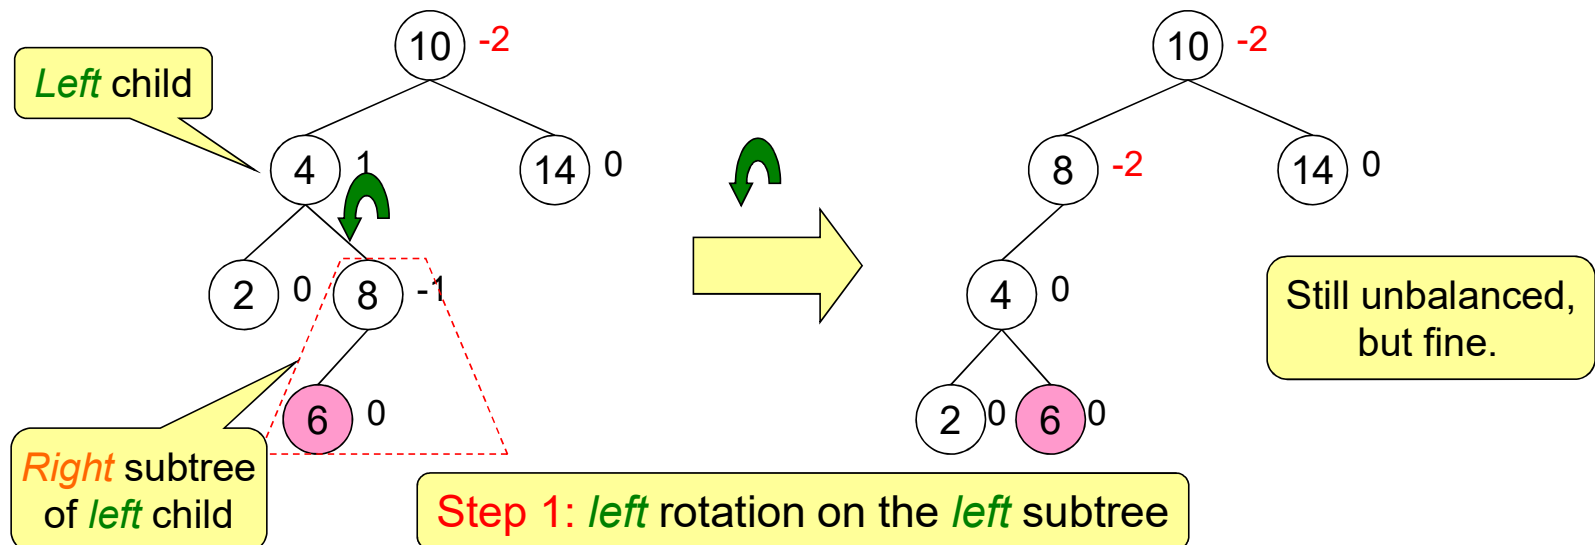 10 -2
10 -2
Left child
4 1
14 0
8 -2
14 0
2 0
8 -1
4 0
Still unbalanced,
but fine.
6 0
2 0
6 0
Right subtree
of left child
Step 1: left rotation on the left subtree